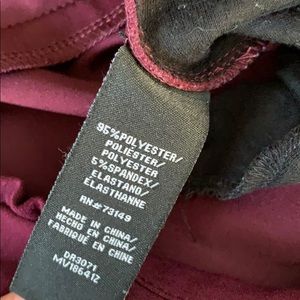 95%POLYESTER/
POLIÉSTER/
POLYESTER
5%SPANDEX/
ELASTANO/
ELASTHANNE
RN#73149
MADE IN CHINA/
HECHO EN CHINA/
FABRIQUÉ EN CHINE
DR3071
MV186412